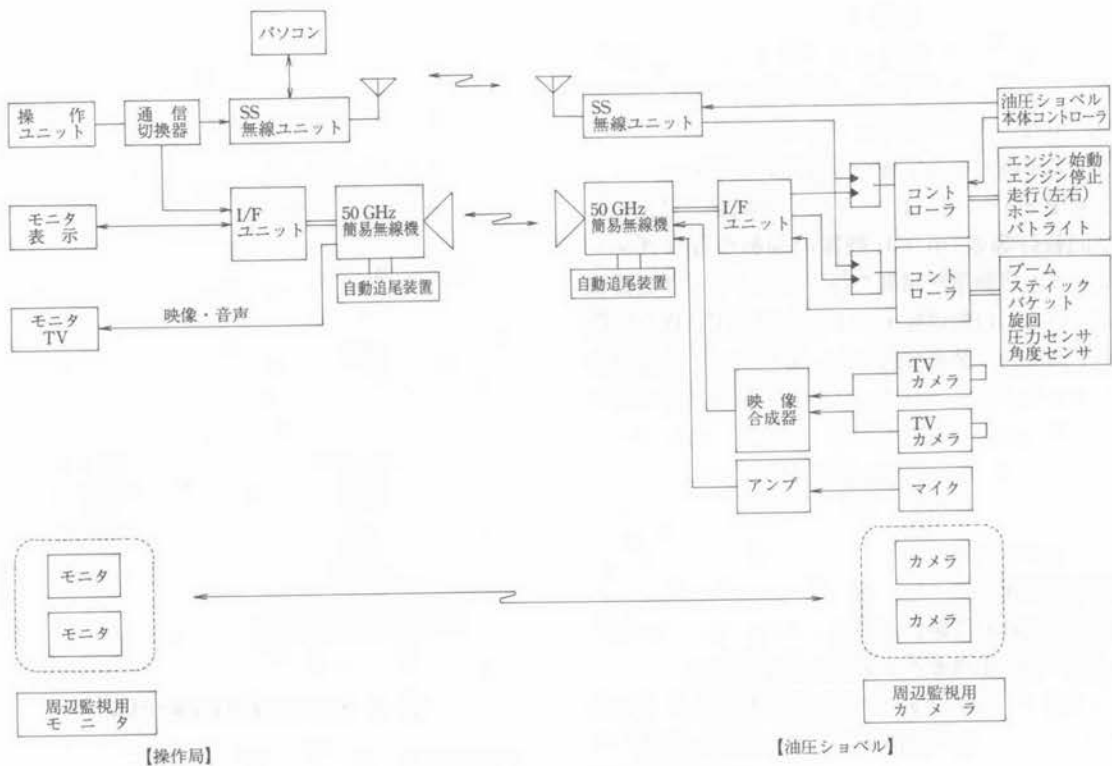 パソコン
操作
ユニット
通信
切換器
SS
無線ユニット
SS
無線ユニット
油圧ショベル
本体コントローラ
モニタ
表示
I/F
ユニット
50 GHz
簡易無線機
自動追尾装置
50 GHz
簡易無線機
自動追尾装置
I/F
ユニット
コント
ローラ
エンジン始動
エンジン停止
走行(左右)
ホーン
パトライト
コント
ローラ
ブーム
スティック
バケット
旋回
圧力センサ
角度センサ
モニタ
TV
映像・音声
映像
合成器
TV
カメラ
TV
カメラ
アンプ
マイク
モニタ
モニタ
カメラ
カメラ
周辺監視用
モニタ
周辺監視用
カメラ
【操作局】
【油圧ショベル】